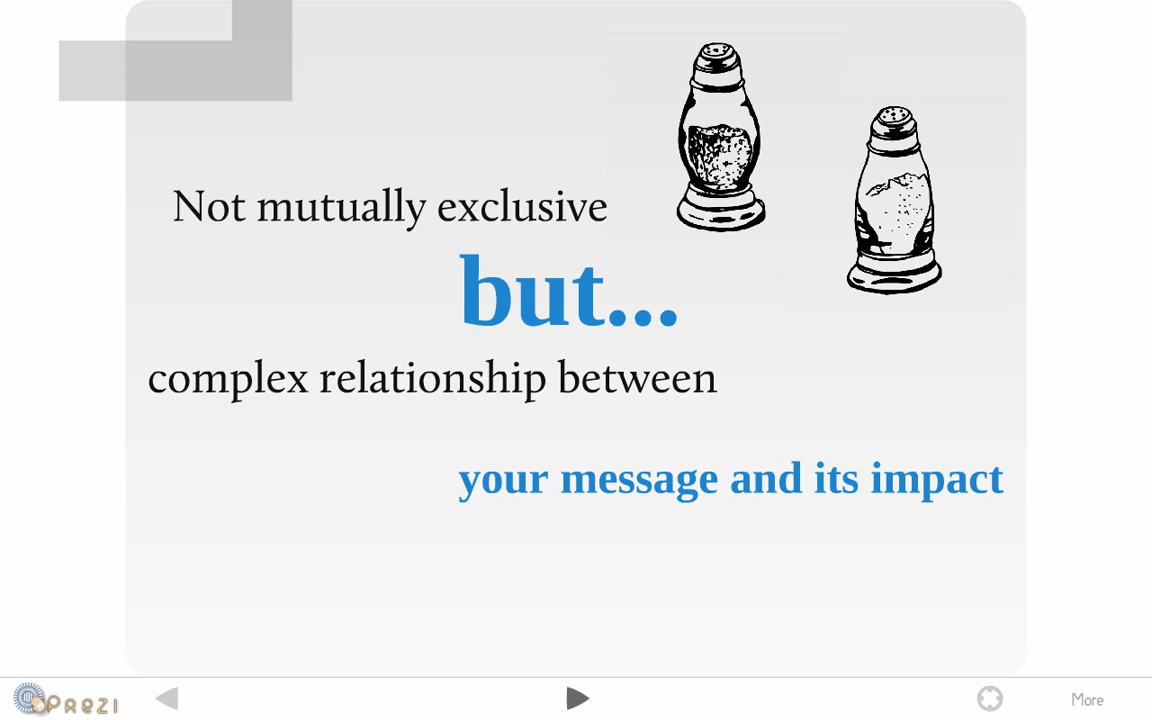 Not mutually exclusive
but...
complex relationship between
your message and its impact
PREZI
More